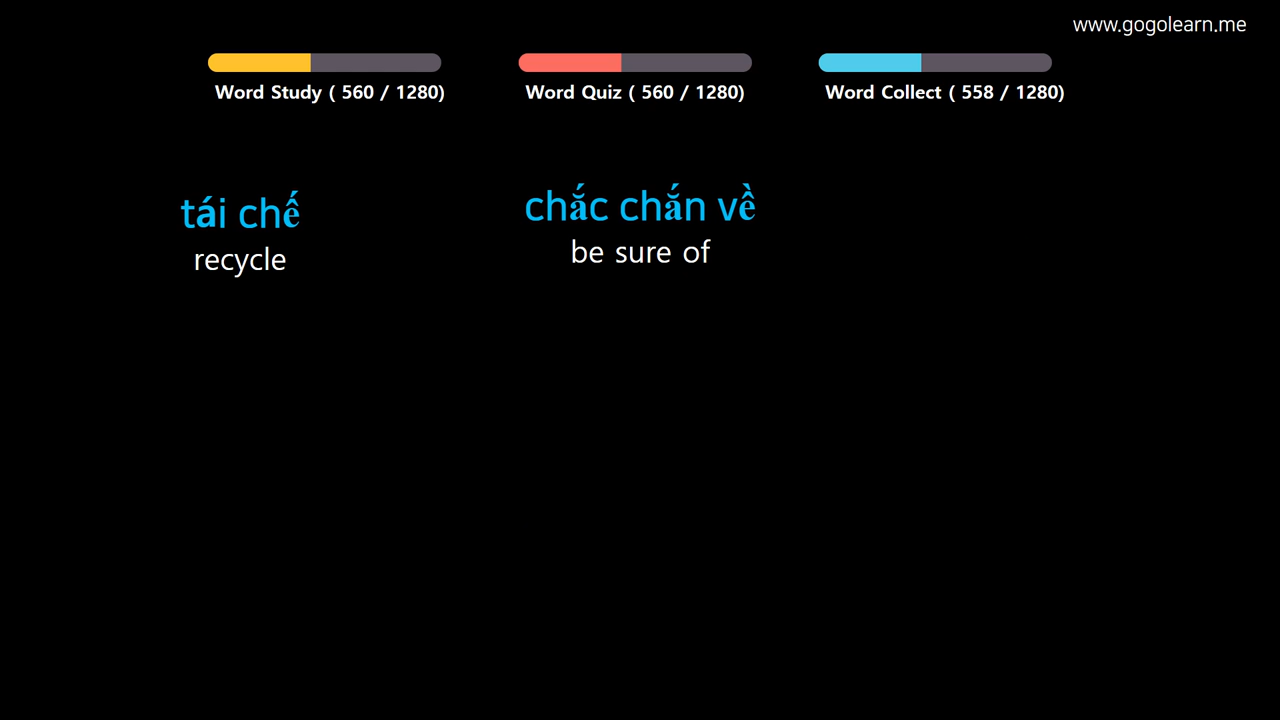 www.gogolearn.me
Word Study ( 560 / 1280)
Word Quiz ( 560 / 1280)
Word Collect ( 558 / 1280)
tái chế
recycle
chắc chắn về
be sure of